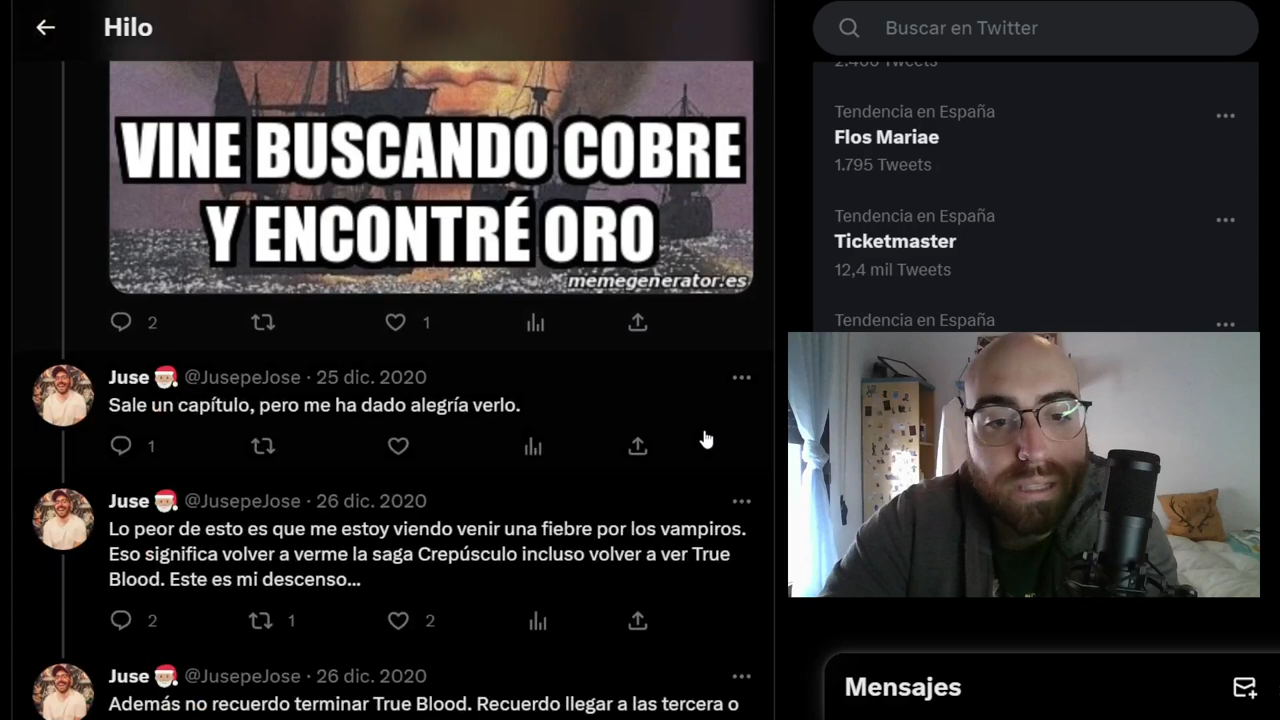 Hilo
VINE BUSCANDO COBRE
Y ENCONTRÉ ORO
memegenerator.es
2 1
Juse @JusepeJose · 25 dic. 2020
Sale un capítulo, pero me ha dado alegría verlo.
1
Juse @JusepeJose · 26 dic. 2020
Lo peor de esto es que me estoy viendo venir una fiebre por los vampiros.
Eso significa volver a verme la saga Crepúsculo incluso volver a ver True
Blood. Este es mi descenso...
2 1 2
Juse @JusepeJose · 26 dic. 2020
Además no recuerdo terminar True Blood. Recuerdo llegar a las tercera o
Buscar en Twitter
2.400 Tweets
Tendencia en España
Flos Mariae
1.795 Tweets
Tendencia en España
Ticketmaster
12,4 mil Tweets
Tendencia en España
Mensajes